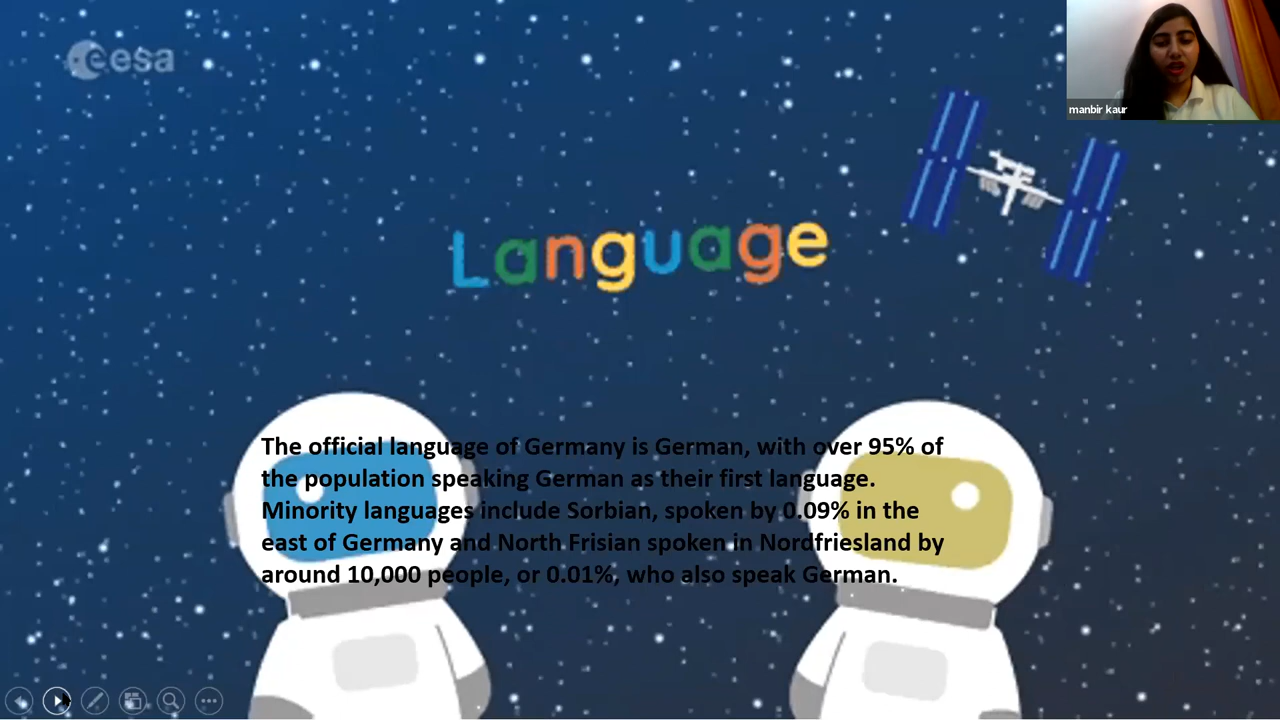 esa
manbir kaur
Language
The official language of Germany is German, with over 95% of
the population speaking German as their first language.
Minority languages include Sorbian, spoken by 0.09% in the
east of Germany and North Frisian spoken in Nordfriesland by
around 10,000 people, or 0.01%, who also speak German.